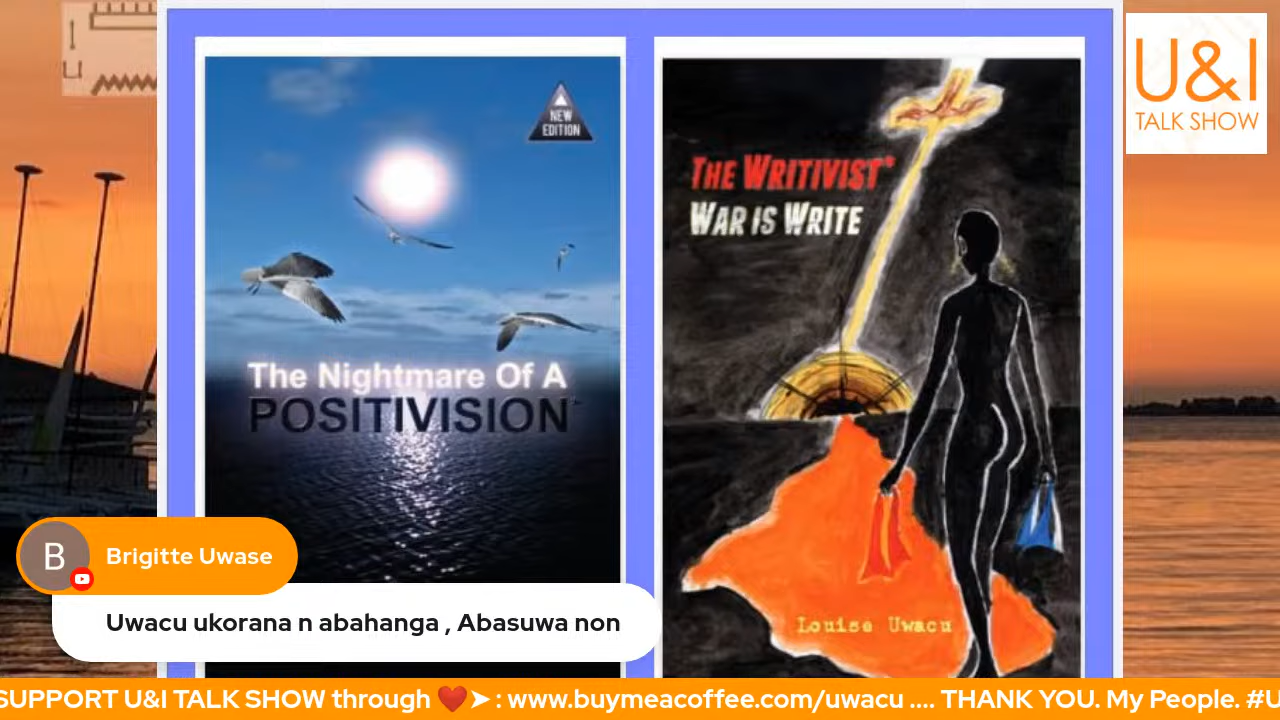 U&I
TALK SHOW
NEW
EDITION
The Nightmare Of A
POSITIVISION
THE WRITIVIST*
WAR IS WRITE
Louise Uwacu
B
Brigitte Uwase
Uwacu ukorana n abahanga , Abasuwa non
SUPPORT U&I TALK SHOW through ❤️➤ : www.buymeacoffee.com/uwacu .... THANK YOU. My People. #U